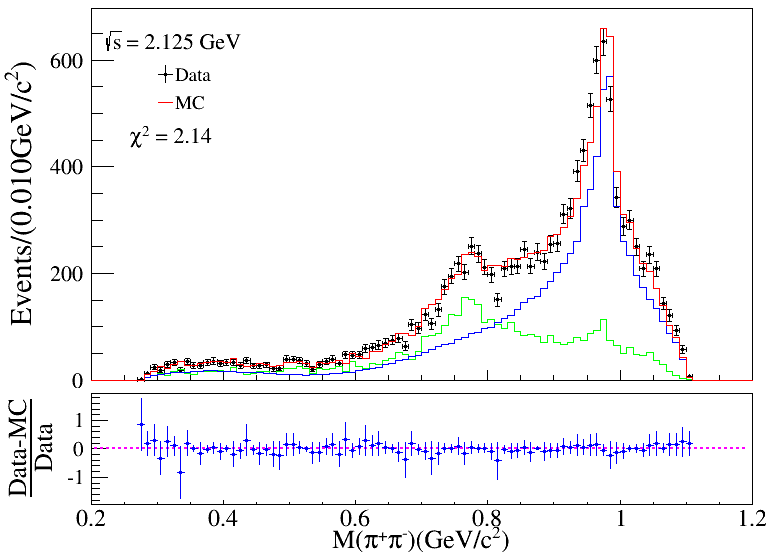 √s = 2.125 GeV
Data
MC
χ² = 2.14
Events/(0.010GeV/c²)
600
400
200
0
Data-MC
Data
1
0
-1
0.2 0.4 0.6 0.8 1 1.2
M(π⁺π⁻)(GeV/c²)